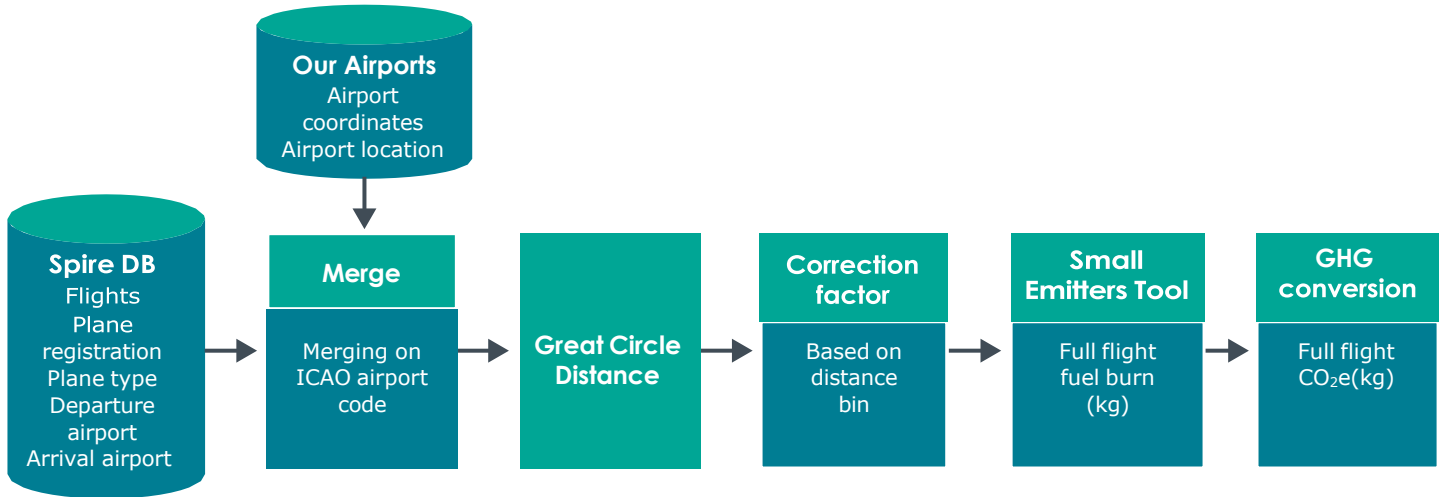 Our Airports
Airport
coordinates
Airport location
Spire DB
Flights
Plane
registration
Plane type
Departure
airport
Arrival airport
Merge
Merging on
ICAO airport
code
Great Circle
Distance
Correction
factor
Based on
distance
bin
Small
Emitters Tool
Full flight
fuel burn
(kg)
GHG
conversion
Full flight
CO₂e(kg)